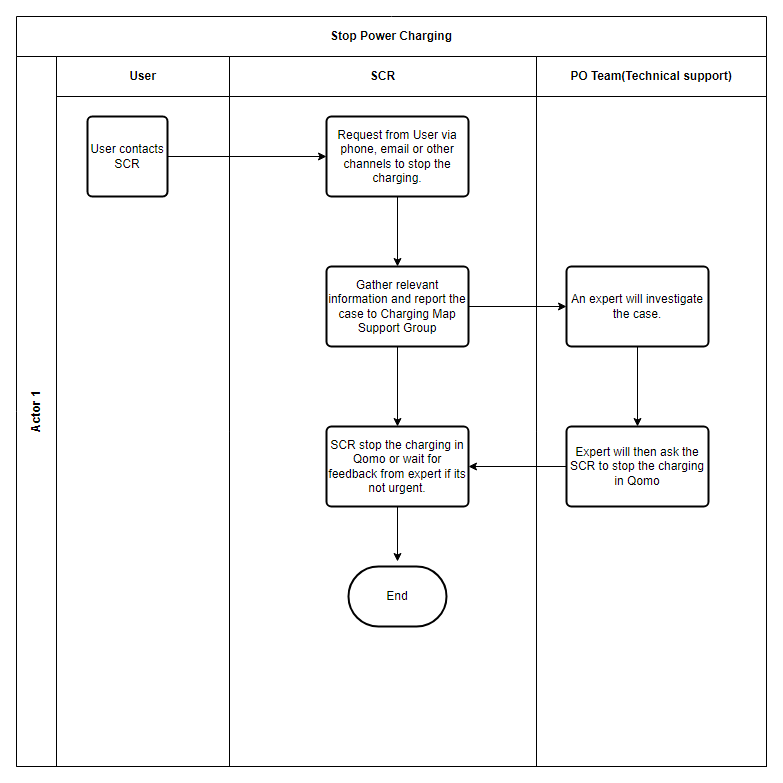 Stop Power Charging
User
SCR
PO Team(Technical support)
Actor 1
User contacts
SCR
Request from User via
phone, email or other
channels to stop the
charging.
Gather relevant
information and report the
case to Charging Map
Support Group
An expert will investigate
the case.
SCR stop the charging in
Qomo or wait for
feedback from expert if its
not urgent.
Expert will then ask the
SCR to stop the charging
in Qomo
End